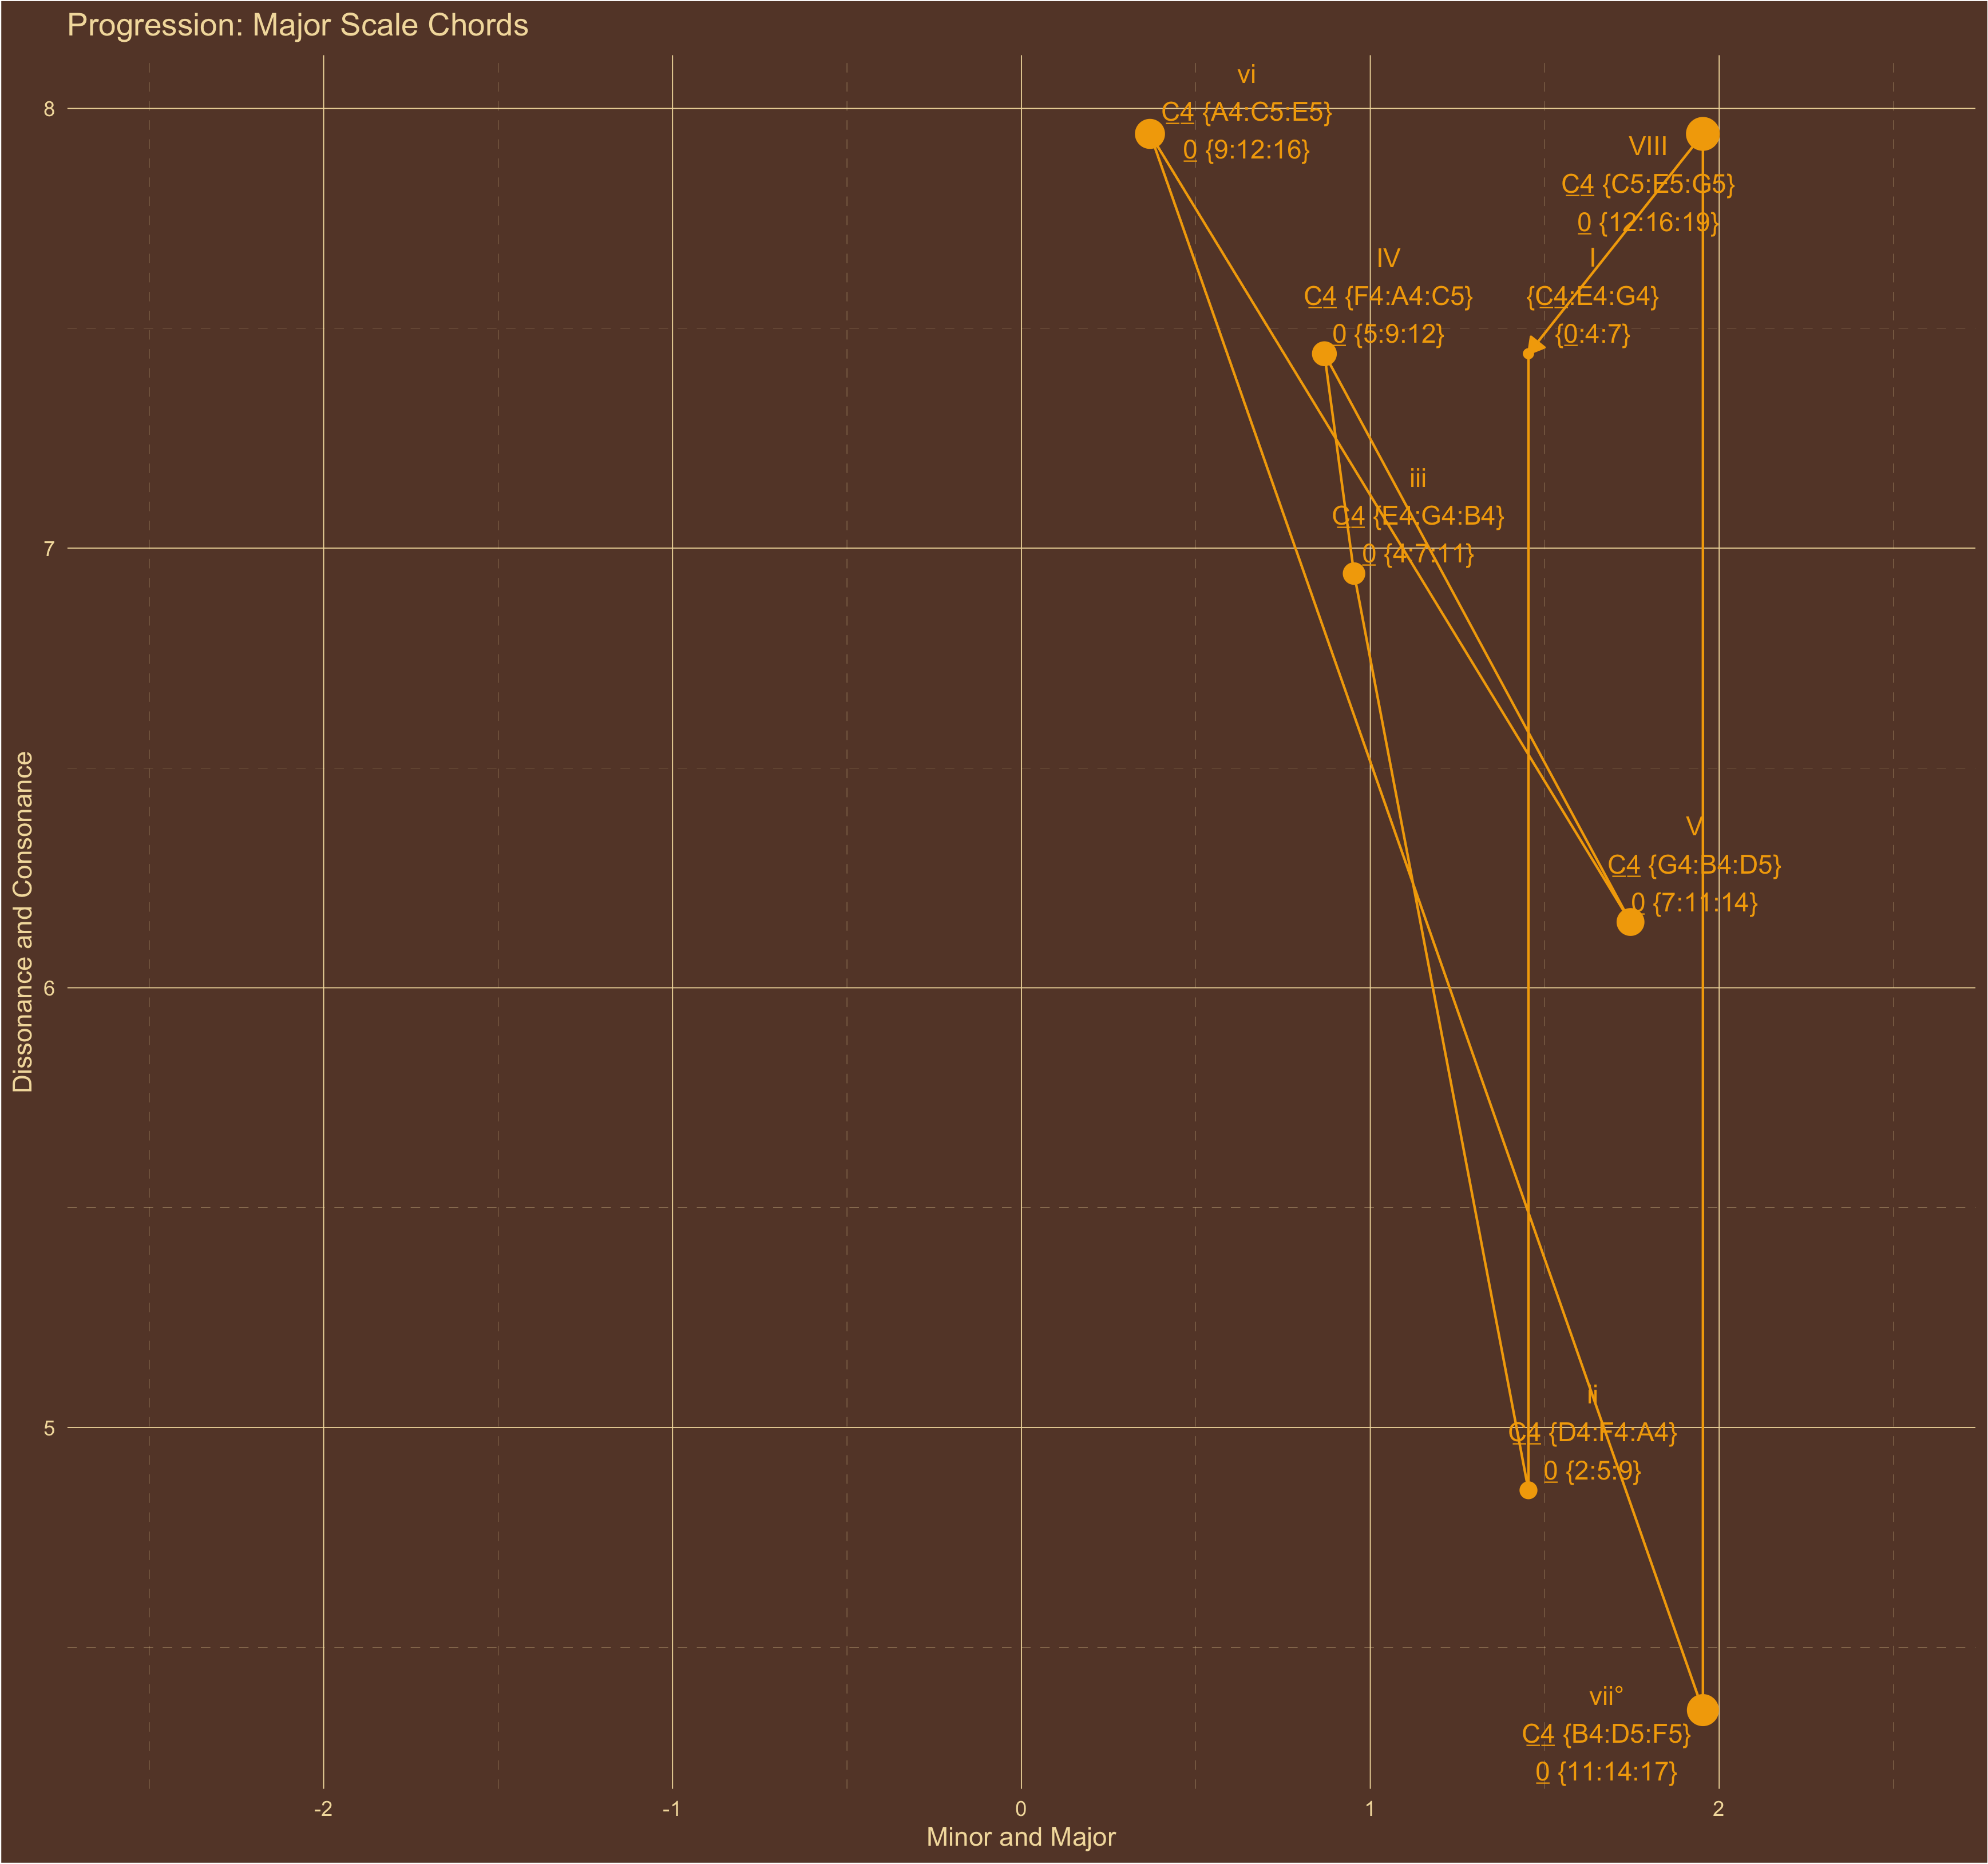 Progression: Major Scale Chords
vi
C4 {A4:C5:E5}
0 {9:12:16}
VIII
C4 {C5:E5:G5}
0 {12:16:19}
IV
C4 {F4:A4:C5}
0 {5:9:12}
I
{C4:E4:G4}
{0:4:7}
iii
C4 {E4:G4:B4}
0 {4:7:11}
V
C4 {G4:B4:D5}
0 {7:11:14}
ii
C4 {D4:F4:A4}
0 {2:5:9}
vii°
C4 {B4:D5:F5}
0 {11:14:17}
8
7
6
5
Dissonance and Consonance
-2
-1
0
1
2
Minor and Major